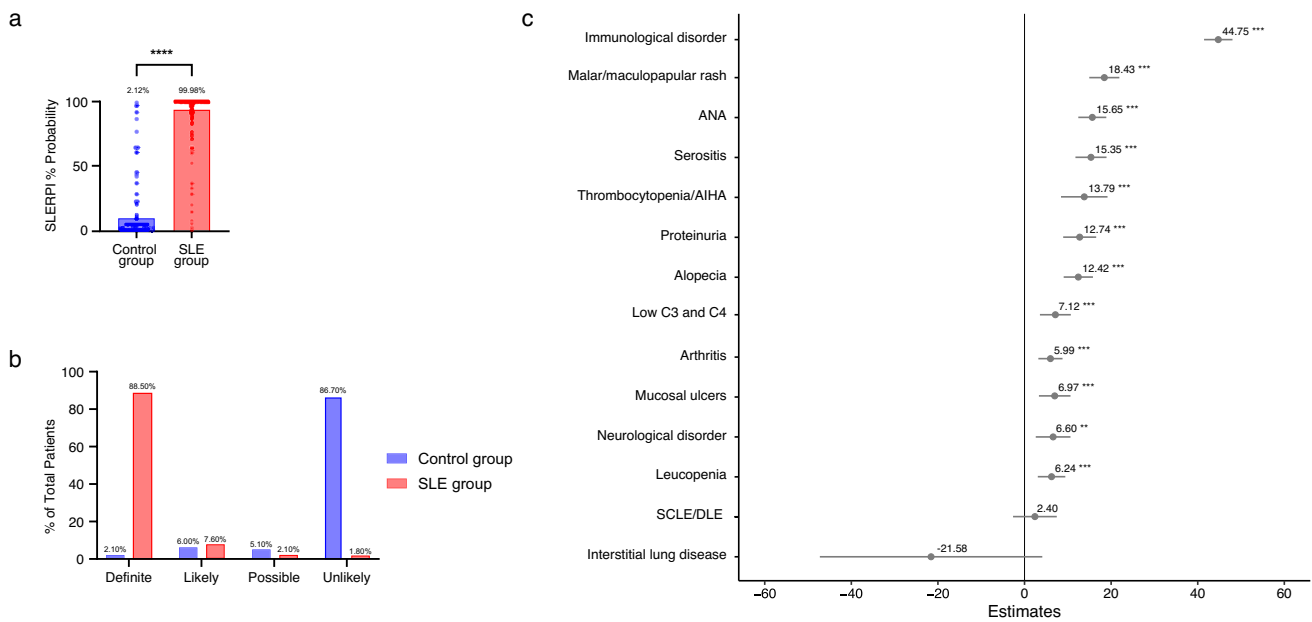 a
****
2.12%
99.98%
SLERPI % Probability
100
50
0
Control
group
SLE
group
b
% of Total Patients
100
80
60
40
20
0
2.10%
88.50%
6.00%
7.60%
5.10%
2.10%
86.70%
1.80%
Definite
Likely
Possible
Unlikely
Control group
SLE group
c
Immunological disorder
44.75 ***
Malar/maculopapular rash
18.43 ***
ANA
15.65 ***
Serositis
15.35 ***
Thrombocytopenia/AIHA
13.79 ***
Proteinuria
12.74 ***
Alopecia
12.42 ***
Low C3 and C4
7.12 ***
Arthritis
5.99 ***
Mucosal ulcers
6.97 ***
Neurological disorder
6.60 **
Leucopenia
6.24 ***
SCLE/DLE
2.40
Interstitial lung disease
-21.58
−60
−40
−20
0
20
40
60
Estimates